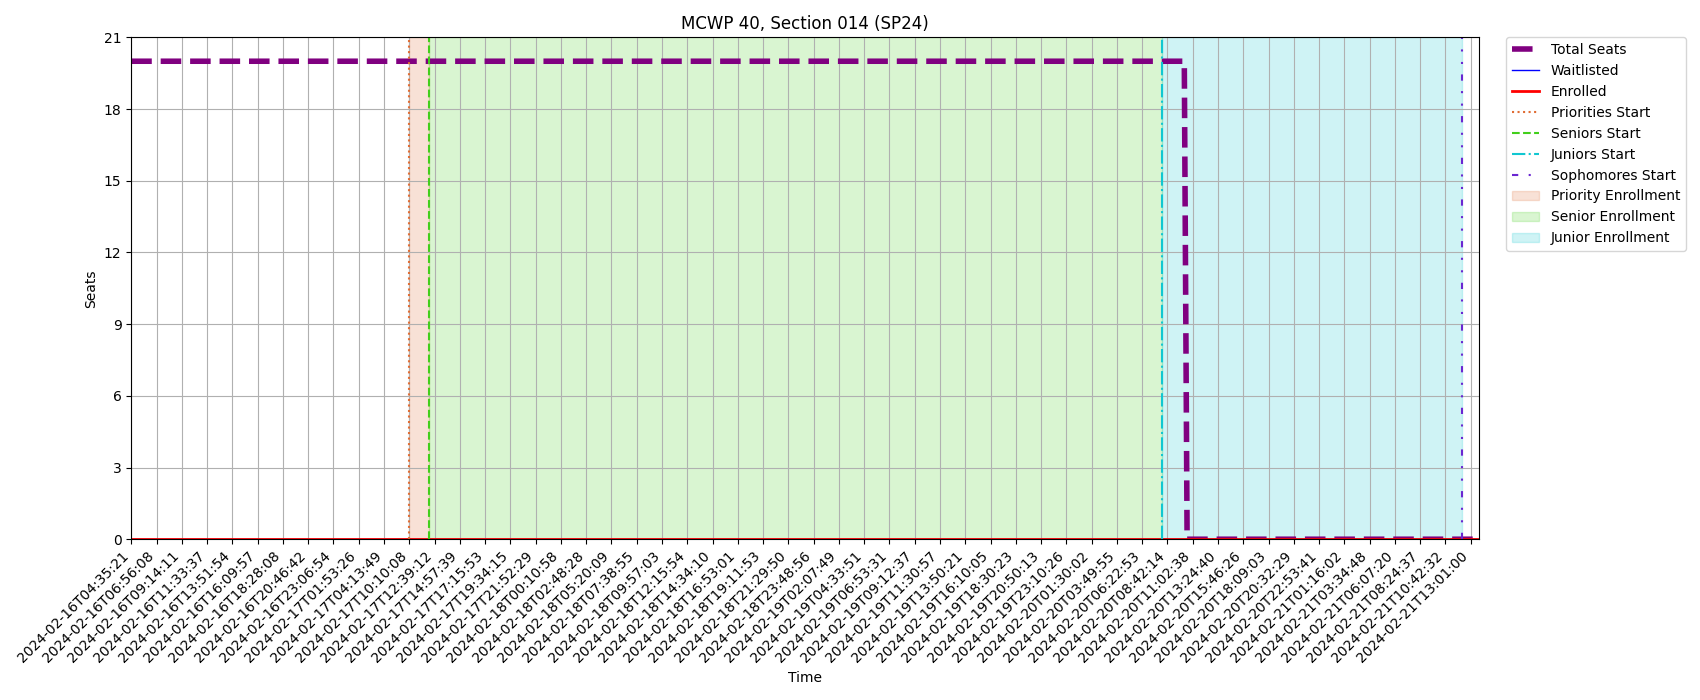 MCWP 40, Section 014 (SP24)
21
18
15
12
9
6
3
0
Seats
Total Seats
Waitlisted
Enrolled
Priorities Start
Seniors Start
Juniors Start
Sophomores Start
Priority Enrollment
Senior Enrollment
Junior Enrollment
2024-02-16T04:35:21
2024-02-16T06:56:08
2024-02-16T09:14:11
2024-02-16T11:33:37
2024-02-16T13:51:54
2024-02-16T16:09:57
2024-02-16T18:28:08
2024-02-16T20:46:42
2024-02-16T23:06:54
2024-02-17T01:53:26
2024-02-17T04:13:49
2024-02-17T10:10:08
2024-02-17T12:39:12
2024-02-17T14:57:39
2024-02-17T17:15:53
2024-02-17T19:34:15
2024-02-17T21:52:29
2024-02-18T00:10:58
2024-02-18T02:48:28
2024-02-18T05:20:09
2024-02-18T07:38:55
2024-02-18T09:57:03
2024-02-18T12:15:54
2024-02-18T14:34:10
2024-02-18T16:53:01
2024-02-18T19:11:53
2024-02-18T21:29:50
2024-02-18T23:48:56
2024-02-19T02:07:49
2024-02-19T04:33:51
2024-02-19T06:53:31
2024-02-19T09:12:37
2024-02-19T11:30:57
2024-02-19T13:50:21
2024-02-19T16:10:05
2024-02-19T18:30:23
2024-02-19T20:50:13
2024-02-19T23:10:26
2024-02-20T01:30:02
2024-02-20T03:49:55
2024-02-20T06:22:53
2024-02-20T08:42:14
2024-02-20T11:02:38
2024-02-20T13:24:40
2024-02-20T15:46:26
2024-02-20T18:09:03
2024-02-20T20:32:29
2024-02-20T22:53:41
2024-02-21T01:16:02
2024-02-21T03:34:48
2024-02-21T06:07:20
2024-02-21T08:24:37
2024-02-21T10:42:32
2024-02-21T13:01:00
Time